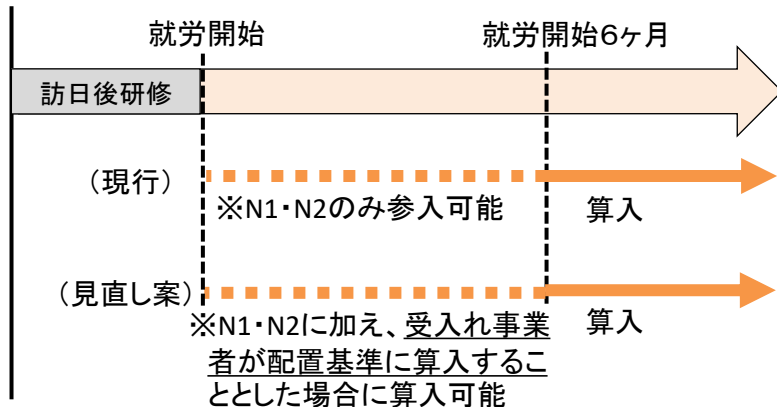 就労開始
就労開始6ヶ月
訪日後研修
(現行)
※N1・N2のみ参入可能
算入
(見直し案)
※N1・N2に加え、受入れ事業
者が配置基準に算入するこ
ととした場合に算入可能
算入